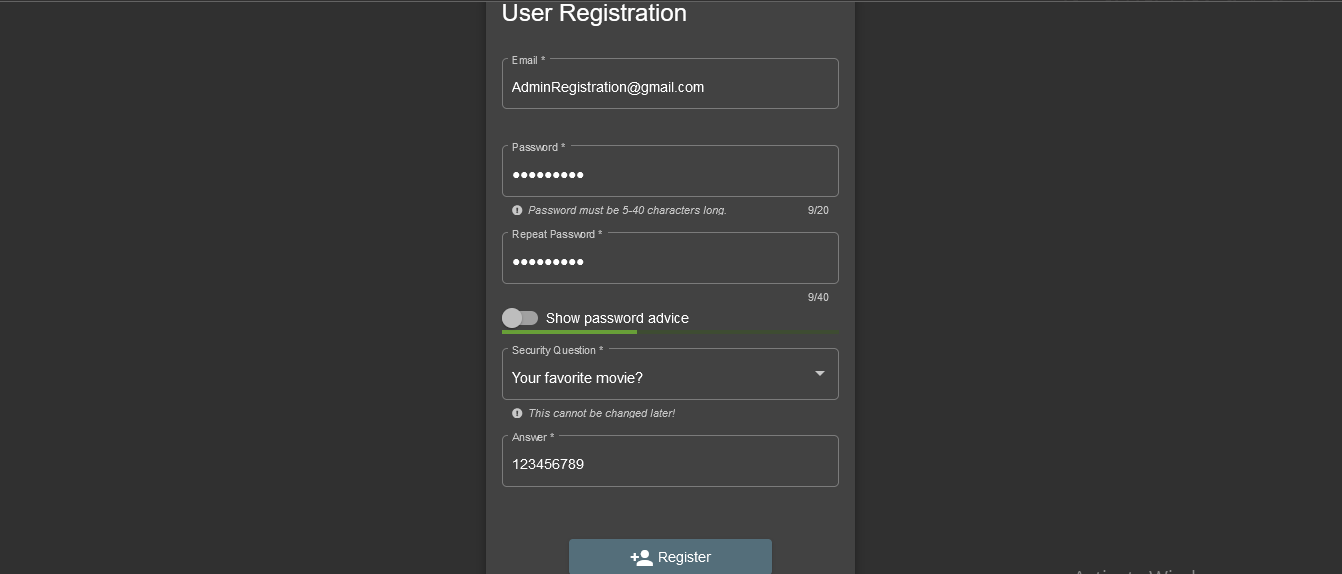 User Registration
Email *
AdminRegistration@gmail.com
Password *
•••••••••
Password must be 5-40 characters long. 9/20
Repeat Password *
•••••••••
9/40
Show password advice
Security Question *
Your favorite movie?
This cannot be changed later!
Answer *
123456789
Register